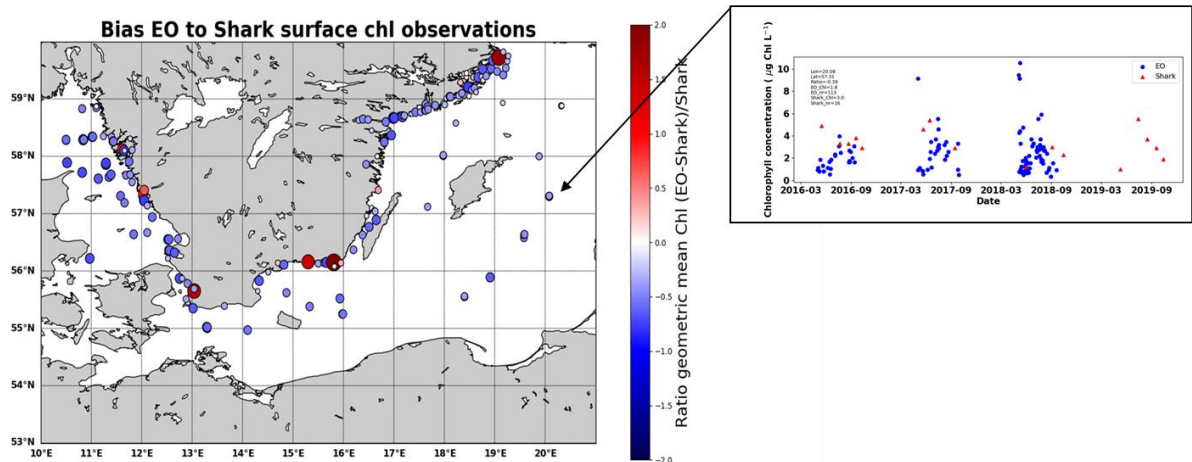 Bias EO to Shark surface chl observations
59°N
58°N
57°N
56°N
55°N
54°N
53°N
10°E 11°E 12°E 13°E 14°E 15°E 16°E 17°E 18°E 19°E 20°E
2.0
1.5
1.0
0.5
0.0
−0.5
−1.0
−1.5
−2.0
Ratio geometric mean Chl (EO-Shark)/Shark
Chlorophyll concentration (μg Chl L⁻¹)
10
8
6
4
2
0
Lon=20.08
Lat=57.31
Ratio=-0.39
EO_Chl=1.8
EO_nr=113
Shark_Chl=3.0
Shark_nr=16
EO
Shark
2016-03 2016-09 2017-03 2017-09 2018-03 2018-09 2019-03 2019-09
Date